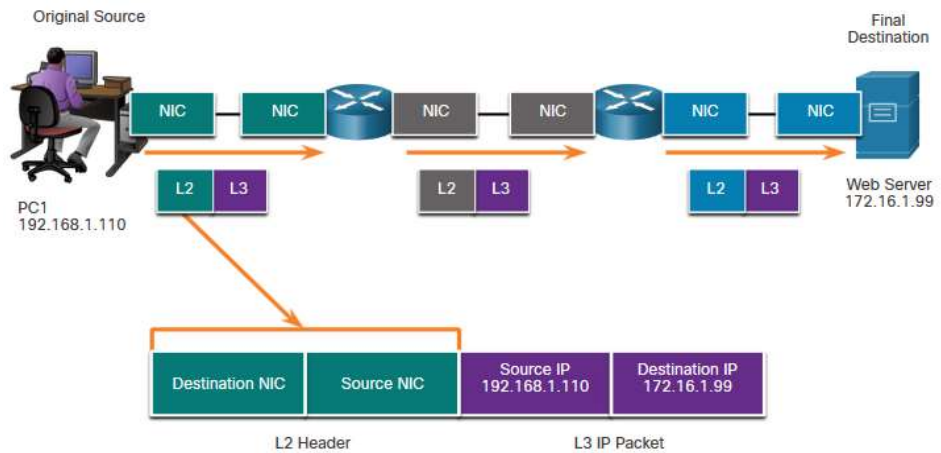 Original Source
Final
Destination
NIC
NIC
NIC
NIC
NIC
NIC
L2 L3
L2 L3
L2 L3
PC1
192.168.1.110
Web Server
172.16.1.99
Destination NIC
Source NIC
Source IP
192.168.1.110
Destination IP
172.16.1.99
L2 Header
L3 IP Packet